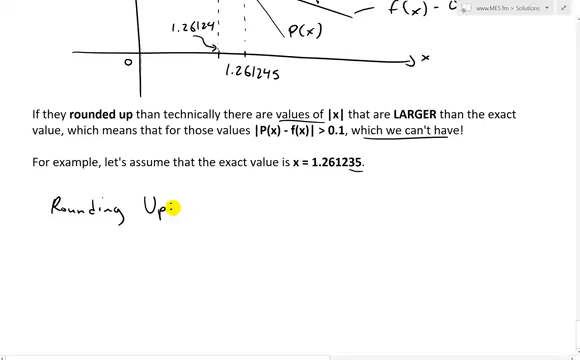 www.MES.fm > Solutions
1.26124
f(x) - 0
P(x)
x
0
1.261245
If they rounded up than technically there are values of |x| that are LARGER than the exact
value, which means that for those values |P(x) - f(x)| > 0.1, which we can't have!
For example, let's assume that the exact value is x = 1.261235.
Rounding Up: